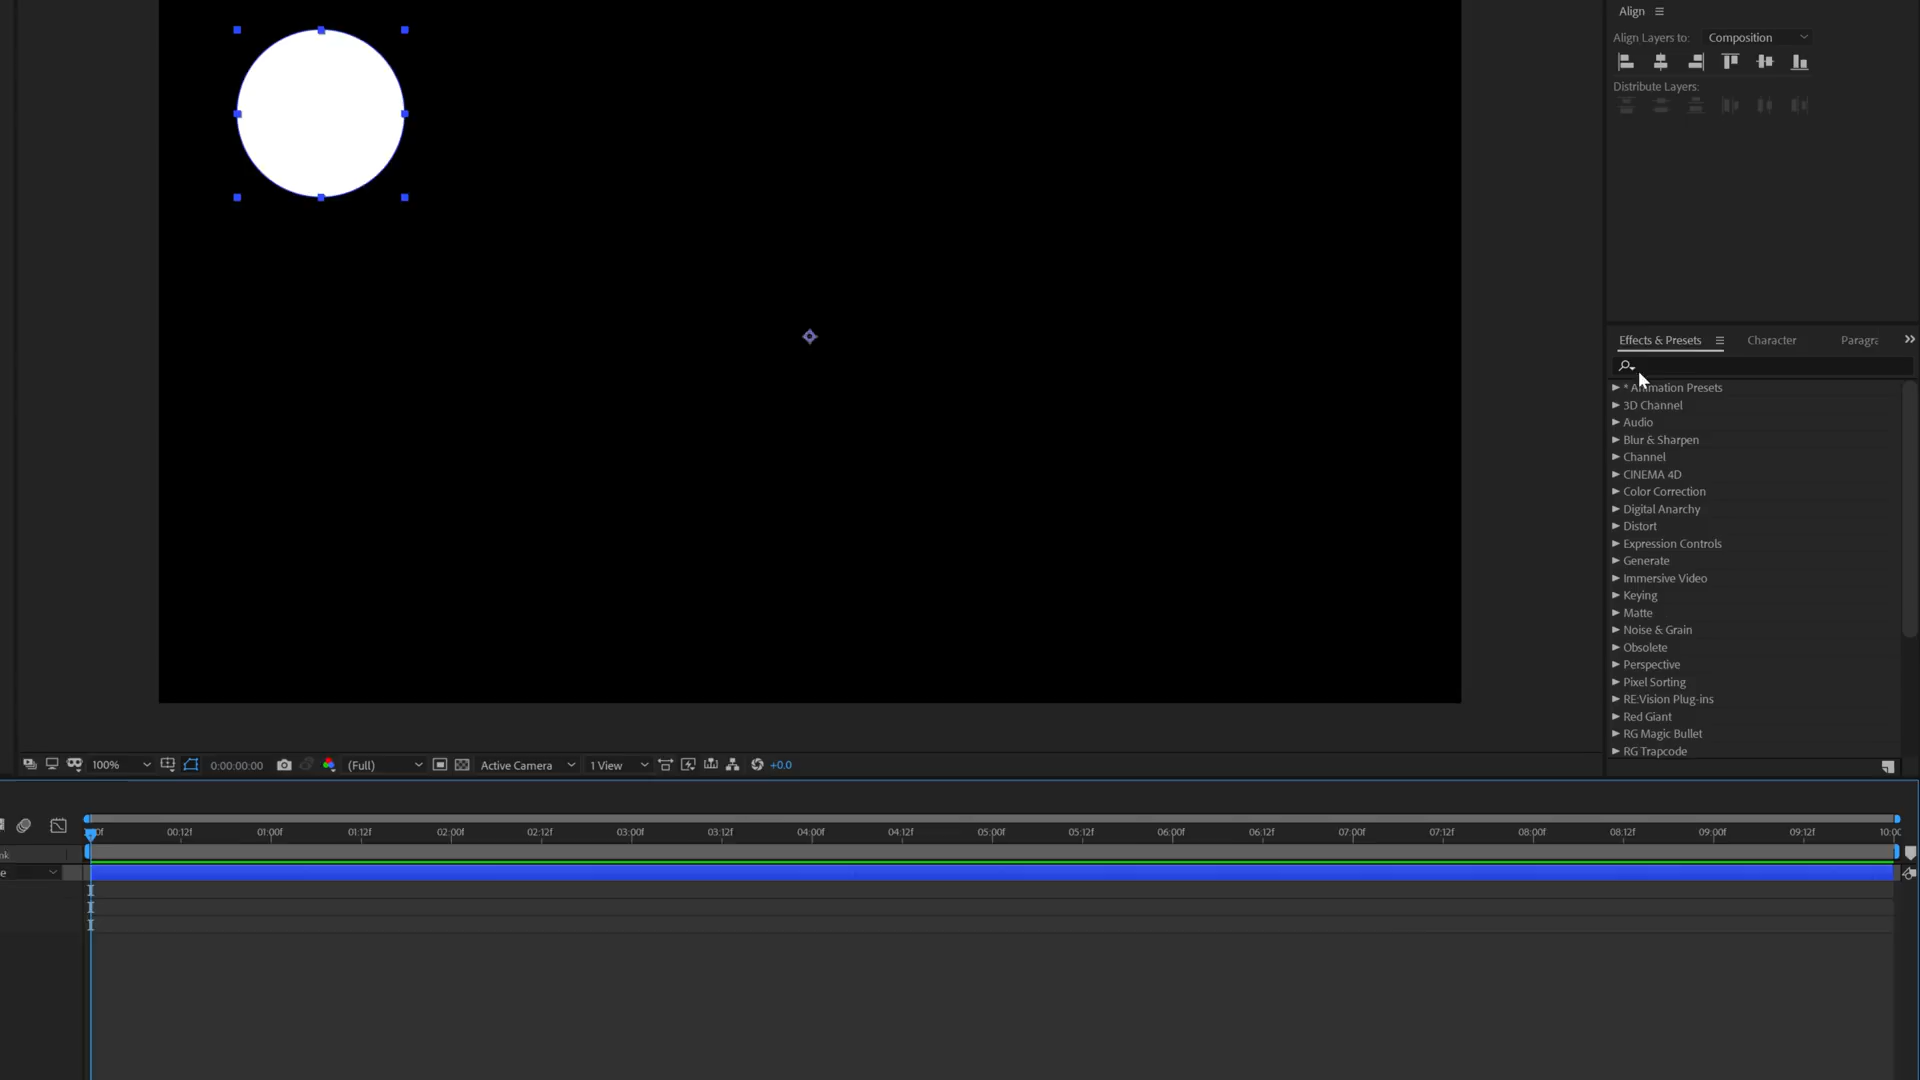 Align
Align Layers to: Composition
Distribute Layers:
Effects & Presets Character Paragra
* Animation Presets
3D Channel
Audio
Blur & Sharpen
Channel
CINEMA 4D
Color Correction
Digital Anarchy
Distort
Expression Controls
Generate
Immersive Video
Keying
Matte
Noise & Grain
Obsolete
Perspective
Pixel Sorting
RE:Vision Plug-ins
Red Giant
RG Magic Bullet
RG Trapcode
100% 0:00:00:00 (Full) Active Camera 1 View +0.0
00:12f 01:00f 01:12f 02:00f 02:12f 03:00f 03:12f 04:00f 04:12f 05:00f 05:12f 06:00f 06:12f 07:00f 07:12f 08:00f 08:12f 09:00f 09:12f 10:00
nk
e